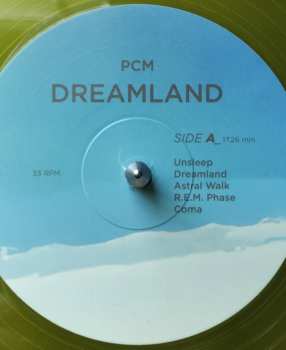 PCM
DREAMLAND
SIDE A_ 17.26 min
33 RPM
Unsleep
Dreamland
Astral Walk
R.E.M. Phase
Coma